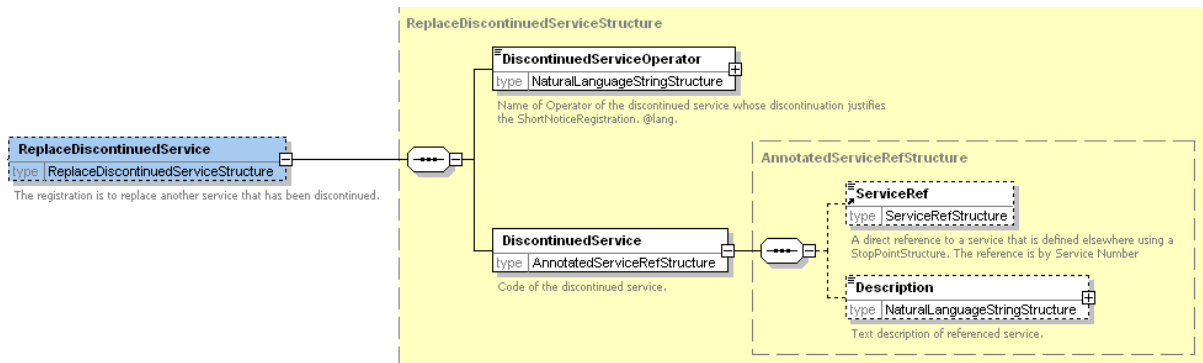 ReplaceDiscontinuedServiceStructure
DiscontinuedServiceOperator
type NaturalLanguageStringStructure
Name of Operator of the discontinued service whose discontinuation justifies
the ShortNoticeRegistration. @lang.
ReplaceDiscontinuedService
type ReplaceDiscontinuedServiceStructure
The registration is to replace another service that has been discontinued.
AnnotatedServiceRefStructure
ServiceRef
type ServiceRefStructure
A direct reference to a service that is defined elsewhere using a
StopPointStructure. The reference is by Service Number
DiscontinuedService
type AnnotatedServiceRefStructure
Code of the discontinued service.
Description
type NaturalLanguageStringStructure
Text description of referenced service.